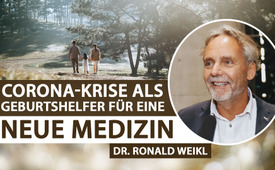 CORONA-KRISE ALS
GEBURTSHELFER FÜR EINE
NEUE MEDIZIN
DR. RONALD WEIKL